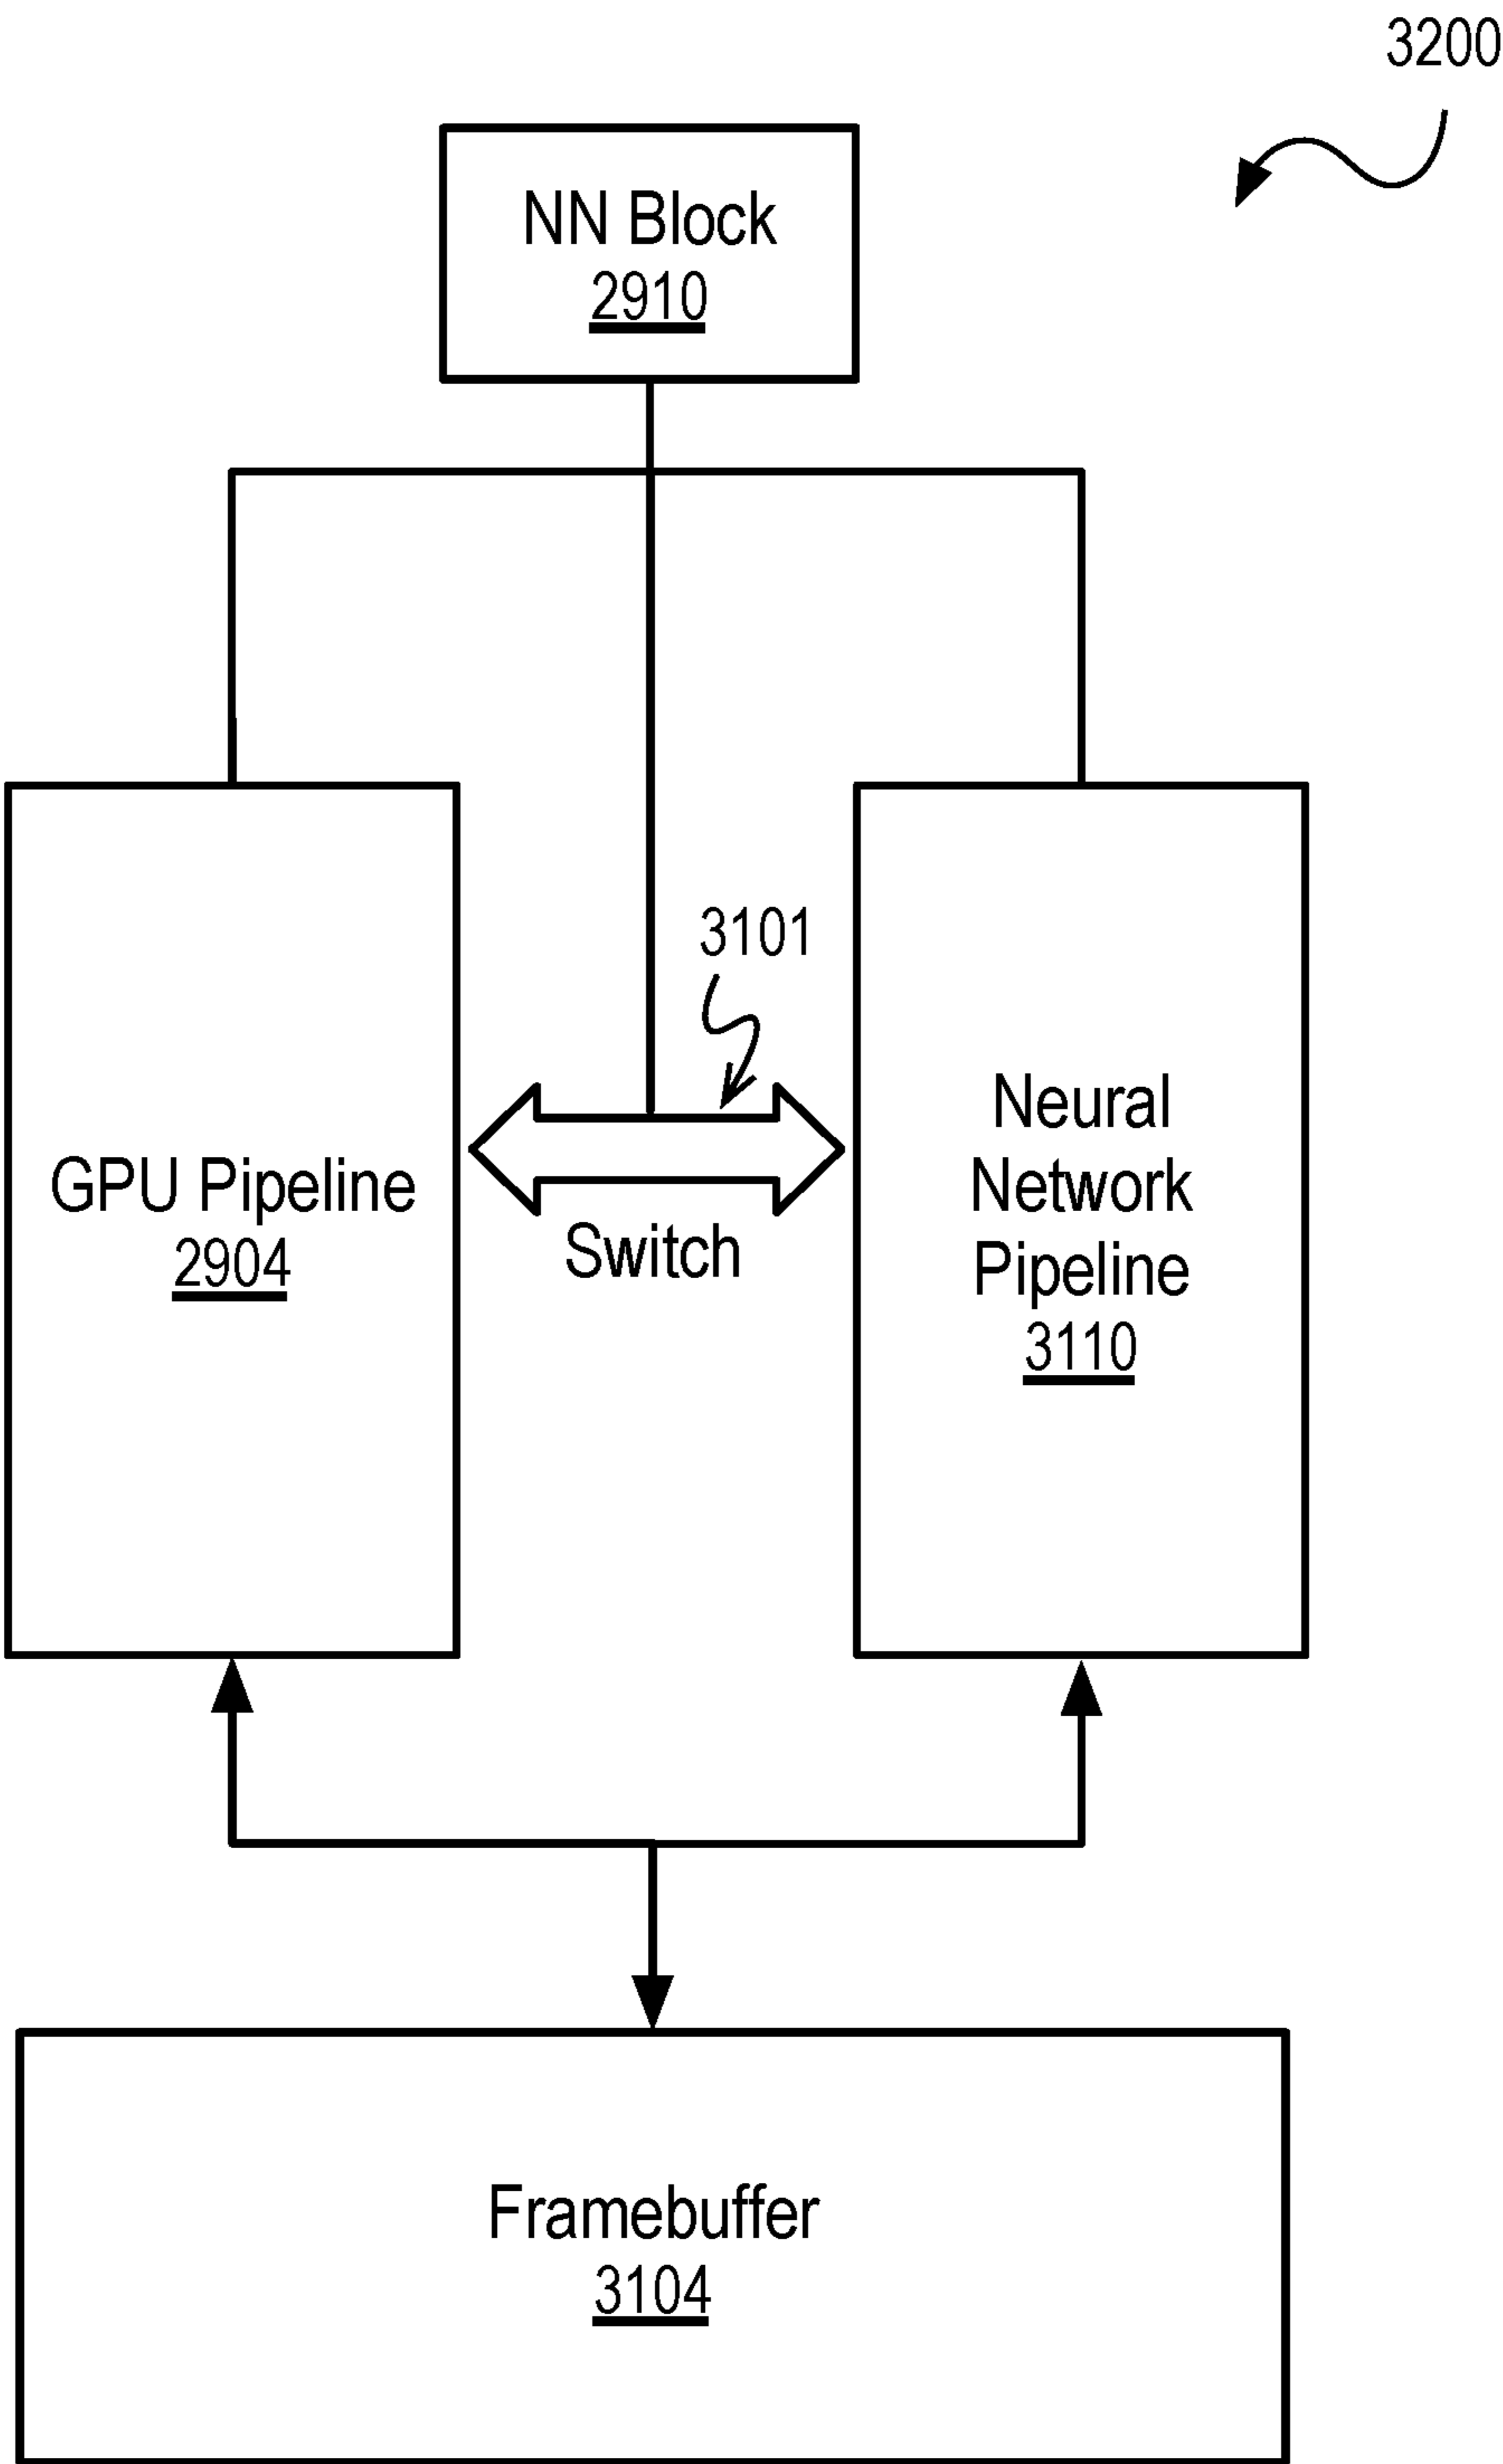 3200
NN Block
2910
3101
GPU Pipeline
2904
Switch
Neural
Network
Pipeline
3110
Framebuffer
3104